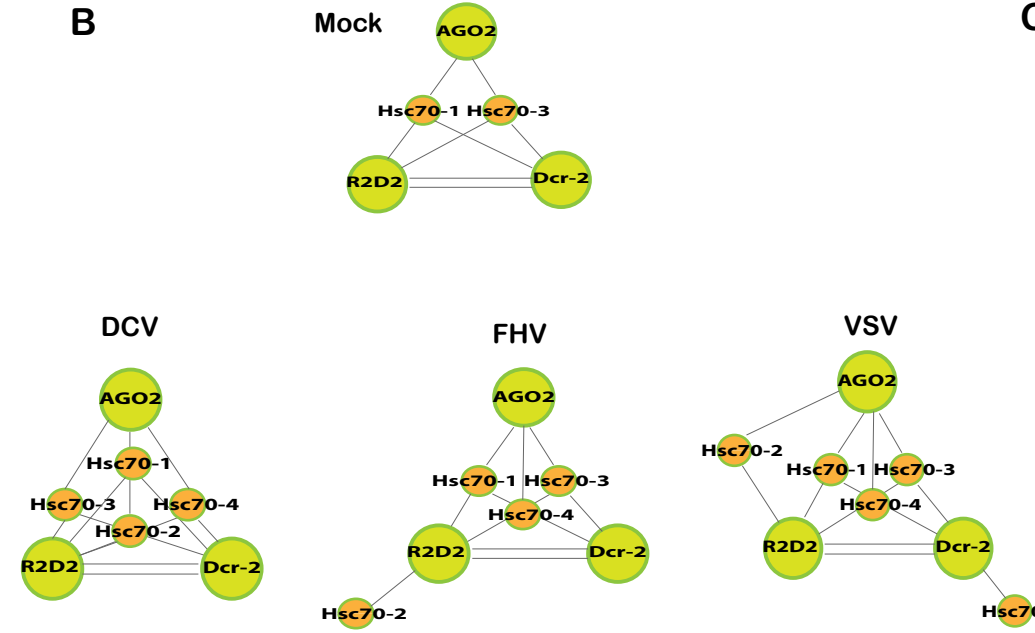 B
Mock
C
AGO2
Hsc70-1 Hsc70-3
R2D2
Dcr-2
DCV
FHV
VSV
AGO2
Hsc70-1
Hsc70-3
Hsc70-4
Hsc70-2
R2D2
Dcr-2
AGO2
Hsc70-1 Hsc70-3
Hsc70-4
R2D2
Dcr-2
Hsc70-2
AGO2
Hsc70-2
Hsc70-1 Hsc70-3
Hsc70-4
R2D2
Dcr-2